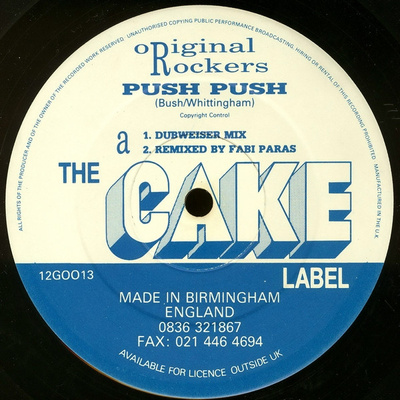 ALL RIGHTS OF THE PRODUCER AND OF THE OWNER OF THE RECORDED WORK RESERVED · UNAUTHORISED COPYING PUBLIC PERFORMANCE BROADCASTING, HIRING OR RENTAL OF THIS RECORDING PROHIBITED · MANUFACTURED IN THE U.K.
oRiginal
Rockers
PUSH PUSH
(Bush/Whittingham)
Copyright Control
a
1. DUBWEISER MIX
2. REMIXED BY FABI PARAS
THE CAKE
LABEL
12GOO13
MADE IN BIRMINGHAM
ENGLAND
0836 321867
FAX: 021 446 4694
AVAILABLE FOR LICENCE OUTSIDE UK